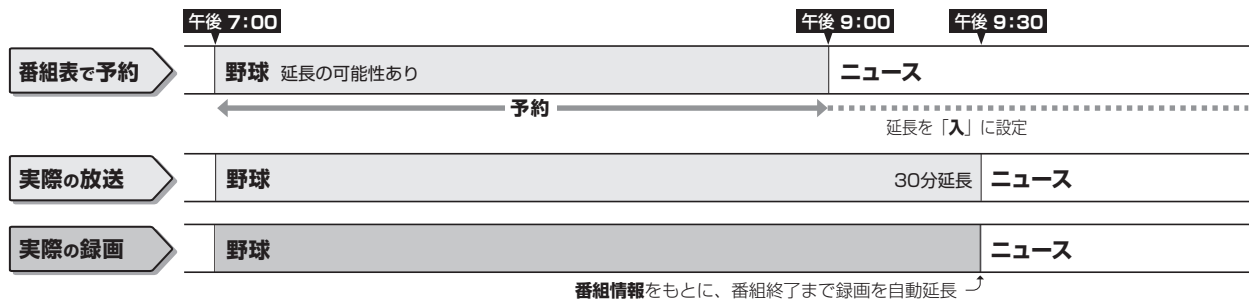 午後 7:00 午後 9:00 午後 9:30
番組表で予約 野球 延長の可能性あり ニュース
予約
延長を「入」に設定
実際の放送 野球 30分延長 ニュース
実際の録画 野球 ニュース
番組情報をもとに、番組終了まで録画を自動延長